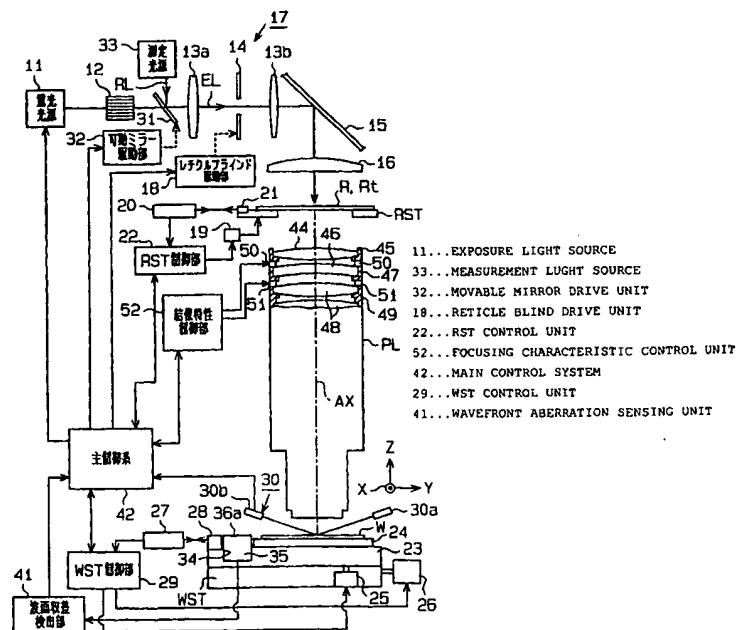 17
33
測定
光源
13a
14
13b
11
露光
光源
12
RL
EL
31
15
32
可動ミラー
駆動部
16
レチクルブラインド
駆動部
18
20
21
R, Rt
RST
19
22
RST 制御部
44
46
45
50
50
47
51
51
48
49
52
結像特性
制御部
PL
AX
11...EXPOSURE LIGHT SOURCE
33...MEASUREMENT LUGHT SOURCE
32...MOVABLE MIRROR DRIVE UNIT
18...RETICLE BLIND DRIVE UNIT
22...RST CONTROL UNIT
52...FOCUSING CHARACTERISTIC CONTROL UNIT
42...MAIN CONTROL SYSTEM
29...WST CONTROL UNIT
41...WAVEFRONT ABERRATION SENSING UNIT
主制御系
42
Z
X
Y
30b
30
30a
27
28
36a
W
24
23
34
35
41
WST 制御部
29
WST
25
26
波面収差
検出部